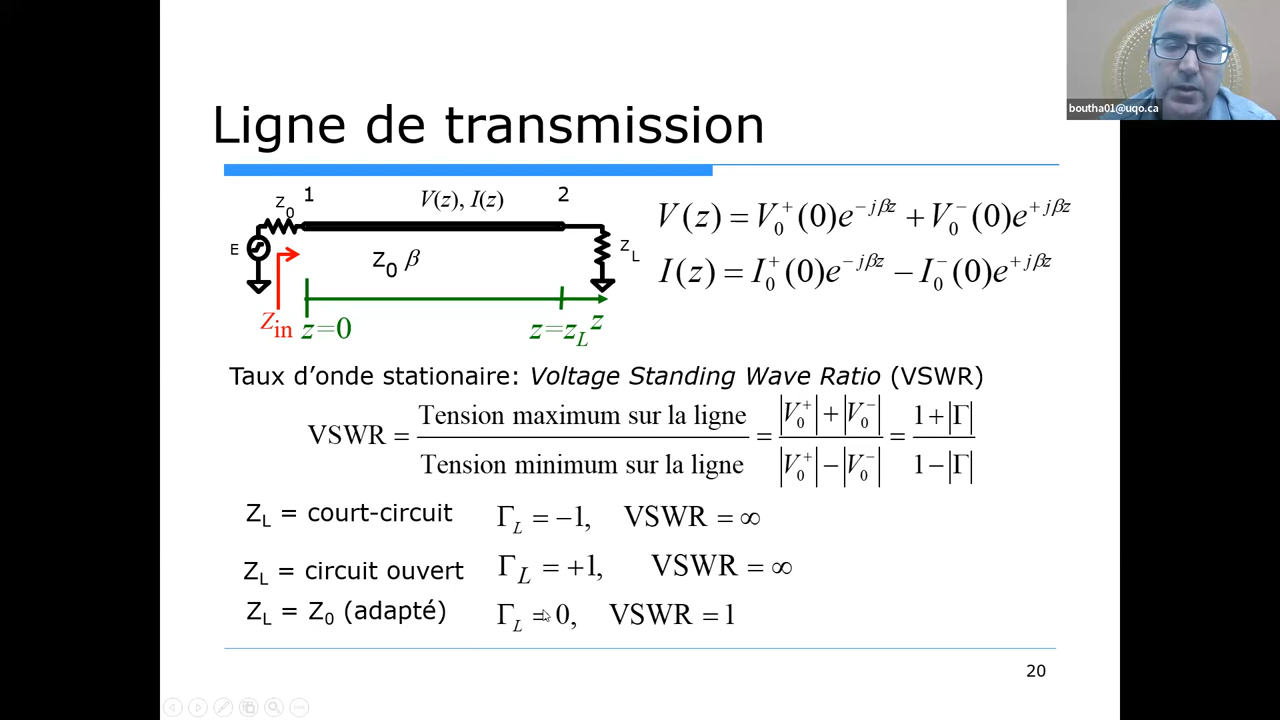 boutha01@uqo.ca
Ligne de transmission
Z0 1 V(z), I(z) 2
E Z0 β ZL
Zin z=0 z=zL z
V(z) = V0+(0)e−jβz + V0−(0)e+jβz
I(z) = I0+(0)e−jβz − I0−(0)e+jβz
Taux d’onde stationaire: Voltage Standing Wave Ratio (VSWR)
VSWR = Tension maximum sur la ligne / Tension minimum sur la ligne = |V0+| + |V0−| / |V0+| − |V0−| = 1+|Γ| / 1−|Γ|
ZL = court-circuit ΓL = −1, VSWR = ∞
ZL = circuit ouvert ΓL = +1, VSWR = ∞
ZL = Z0 (adapté) ΓL = 0, VSWR = 1
20